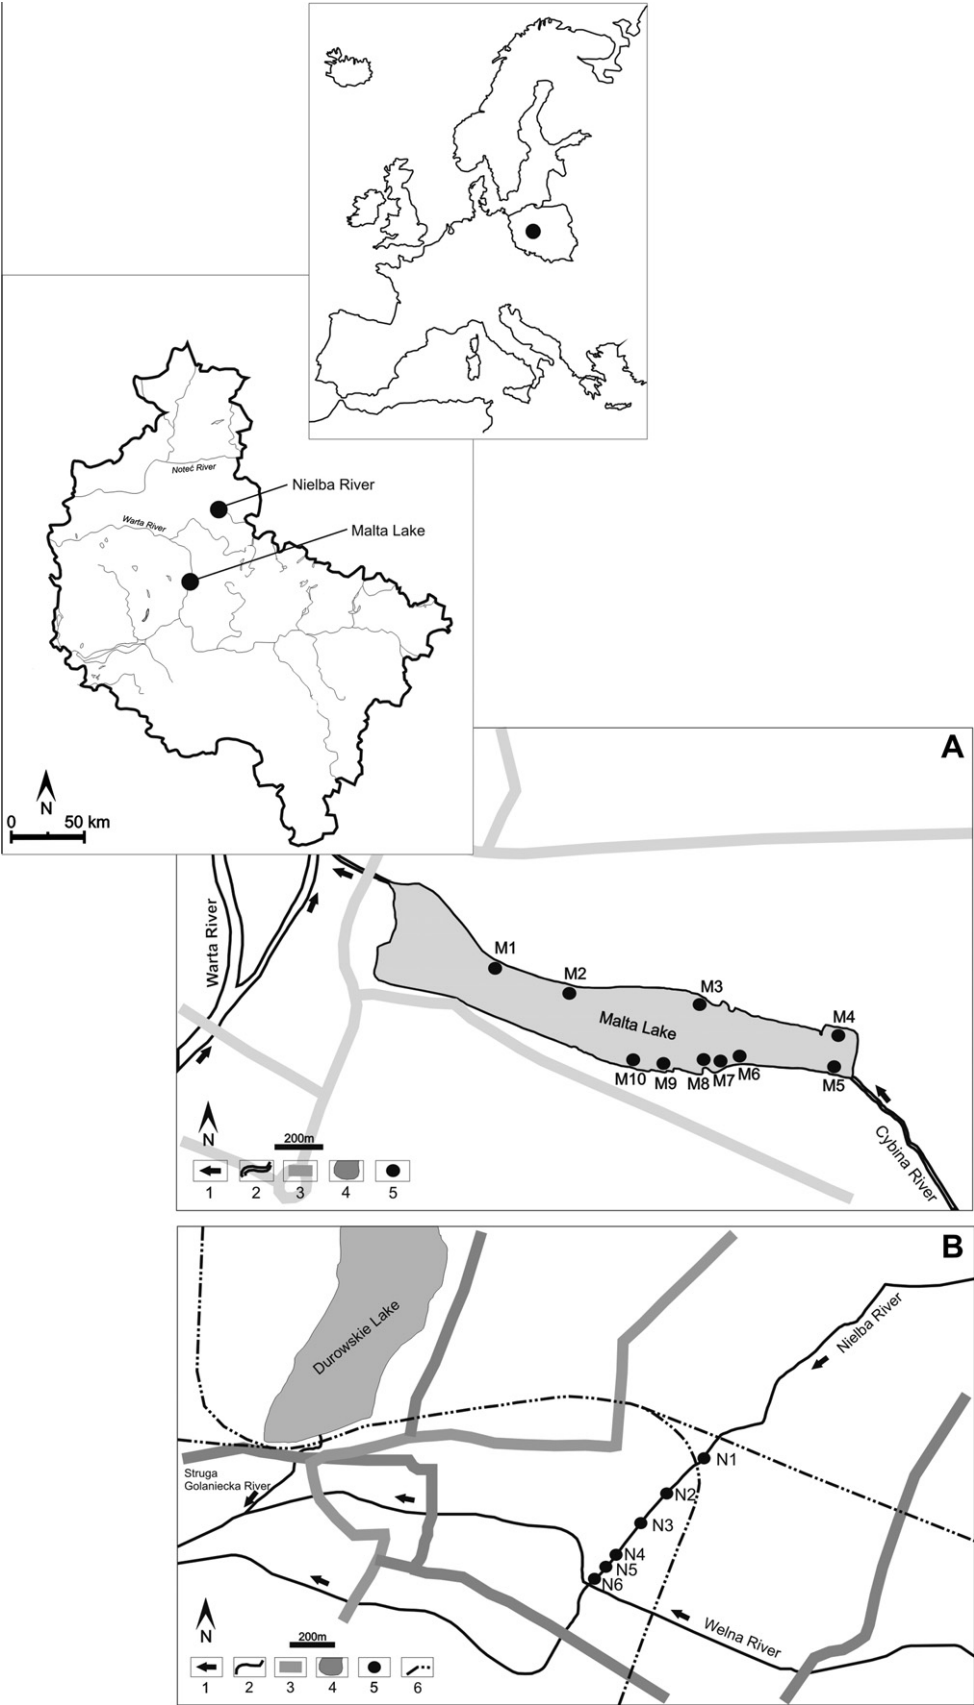 Noteć River
Nielba River
Warta River
Malta Lake
N
0 50 km
A
Warta River
M1
M2
M3
M4
Malta Lake
M10 M9 M8 M7 M6
M5
Cybina River
N
200m
1 2 3 4 5
B
Durowskie Lake
Nielba River
Struga
Golaniecka River
N1
N2
N3
N4
N5
N6
Welna River
N
200m
1 2 3 4 5 6